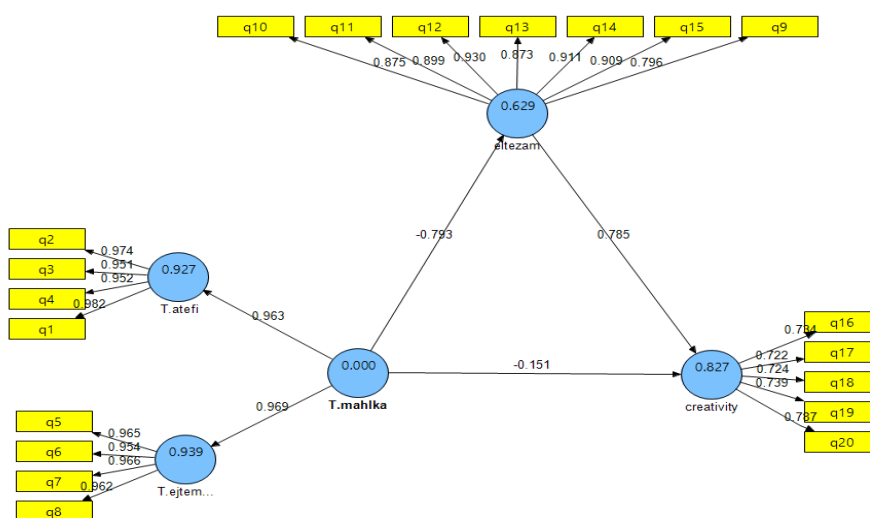 q10 q11 q12 q13 q14 q15 q9
0.875 0.899 0.930 0.873 0.911 0.909 0.796
0.629
eltezam
-0.793
0.785
q2
q3
q4
q1
0.974
0.951
0.952
0.982
0.927
T.atefi
0.963
0.000
T.mahlka
-0.151
0.969
q5
q6
q7
q8
0.965
0.954
0.966
0.962
0.939
T.ejtem...
0.827
creativity
0.734
0.722
0.724
0.739
0.787
q16
q17
q18
q19
q20